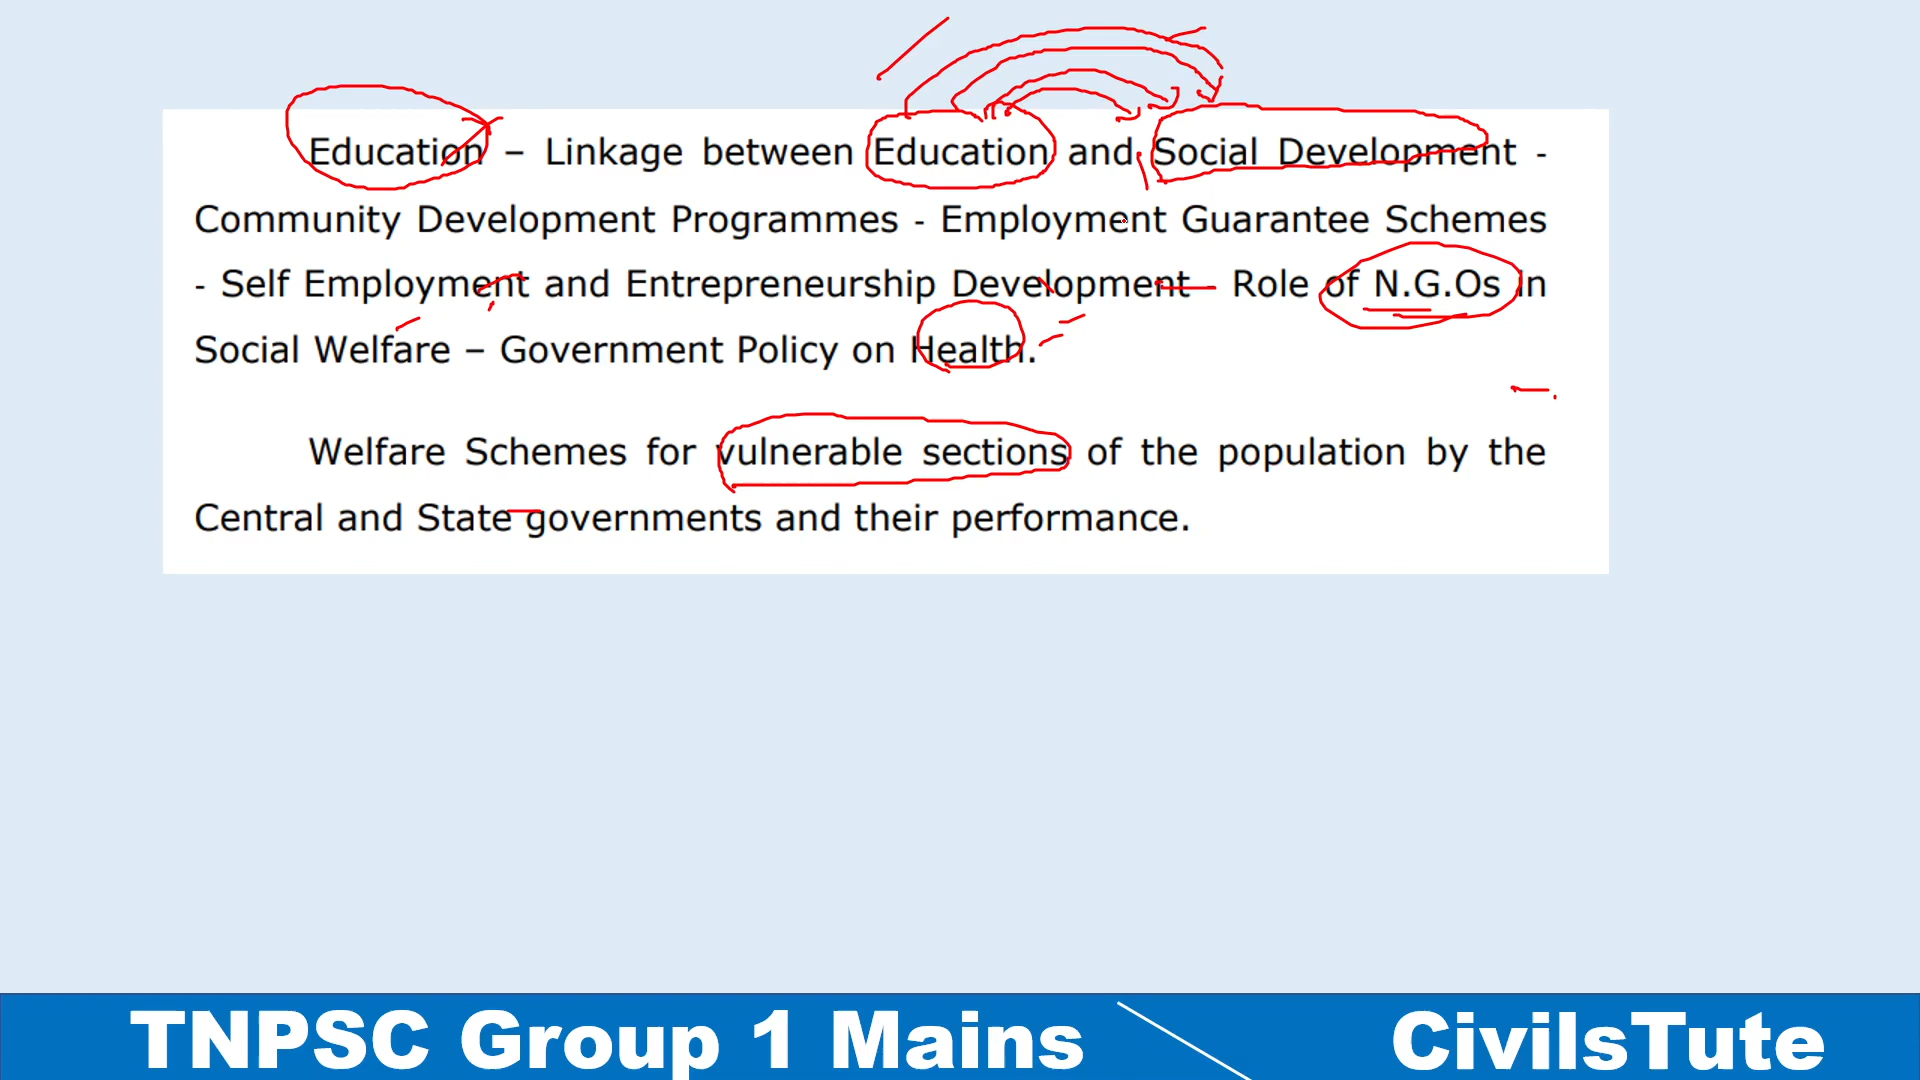 Education – Linkage between Education and Social Development -
Community Development Programmes - Employment Guarantee Schemes
- Self Employment and Entrepreneurship Development - Role of N.G.Os in
Social Welfare – Government Policy on Health.
Welfare Schemes for vulnerable sections of the population by the
Central and State governments and their performance.
TNPSC Group 1 Mains
CivilsTute